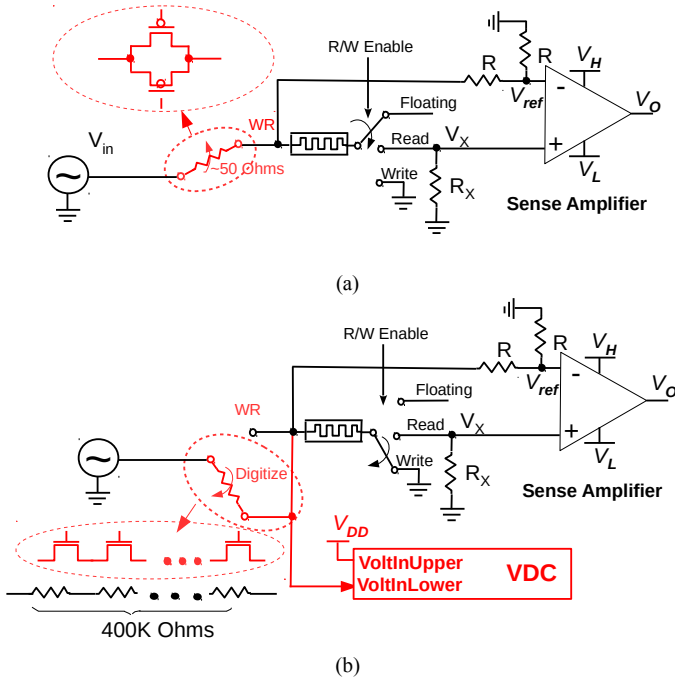 R
R/W Enable
R
V_H
Floating
V_ref
-
V_O
WR
V_in
Read
V_X
+
~50 Ohms
Write
R_X
V_L
Sense Amplifier
(a)
R/W Enable
R
R
V_H
Floating
V_ref
-
V_O
WR
Read
V_X
+
Digitize
Write
R_X
V_L
Sense Amplifier
V_DD
VoltInUpper
VDC
VoltInLower
400K Ohms
(b)